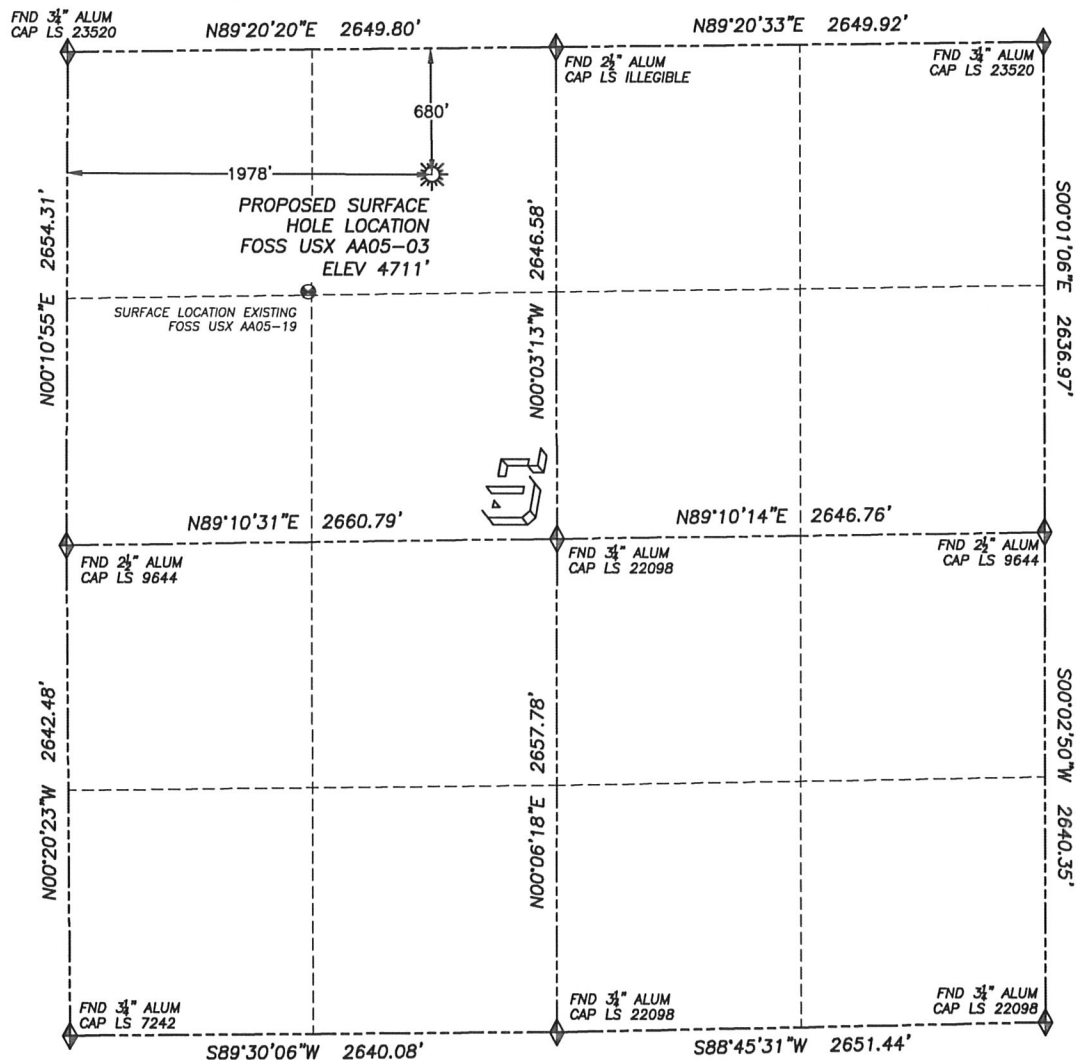 FND 3¼" ALUM
CAP LS 23520
N89°20'20"E 2649.80'
N89°20'33"E 2649.92'
FND 2½" ALUM
CAP LS ILLEGIBLE
FND 3¼" ALUM
CAP LS 23520
680'
1978'
PROPOSED SURFACE
HOLE LOCATION
FOSS USX AA05-03
ELEV 4711'
SURFACE LOCATION EXISTING
FOSS USX AA05-19
N00°10'55"E 2654.31'
N00°03'13"W 2646.58'
S00°01'06"E 2636.97'
N89°10'31"E 2660.79'
N89°10'14"E 2646.76'
FND 2½" ALUM
CAP LS 9644
FND 3¼" ALUM
CAP LS 22098
FND 2½" ALUM
CAP LS 9644
N00°20'23"W 2642.48'
N00°06'18"E 2657.78'
S00°02'50"W 2640.35'
FND 3¼" ALUM
CAP LS 7242
FND 3¼" ALUM
CAP LS 22098
FND 3¼" ALUM
CAP LS 22098
S89°30'06"W 2640.08'
S88°45'31"W 2651.44'